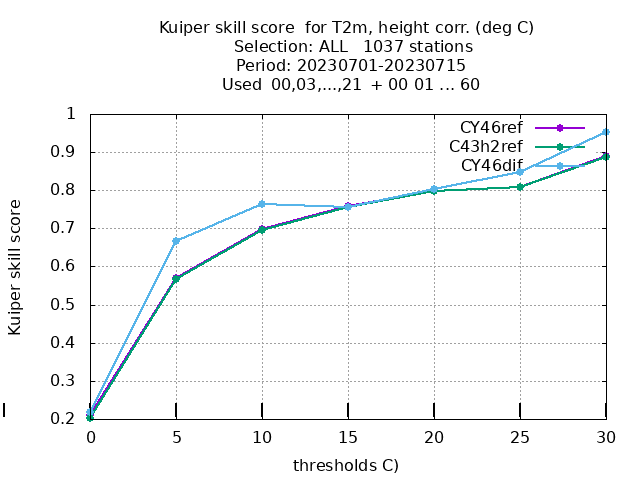 Kuiper skill score  for T2m, height corr. (deg C)
Selection: ALL   1037 stations
Period: 20230701-20230715
Used  00,03,...,21  + 00 01 ... 60
CY46ref
C43h2ref
CY46dif
Kuiper skill score
1
0.9
0.8
0.7
0.6
0.5
0.4
0.3
0.2
0 5 10 15 20 25 30
thresholds C)